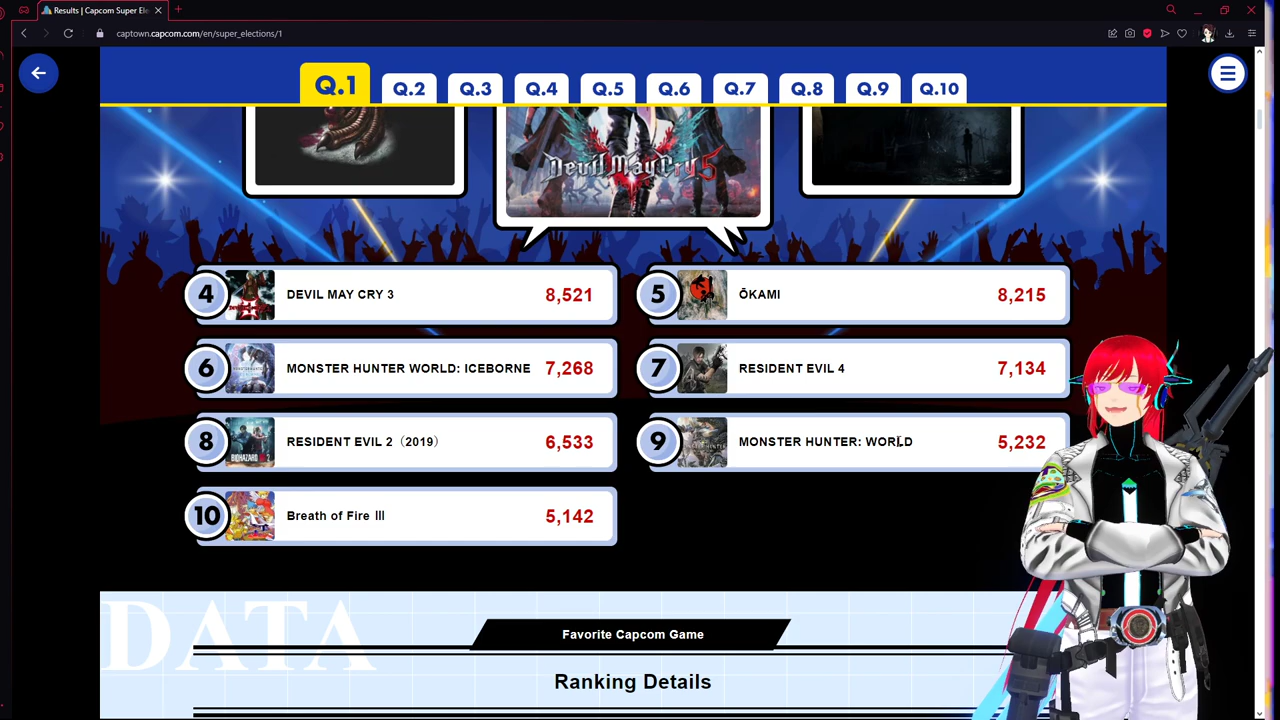 Results | Capcom Super Ele
captown.capcom.com/en/super_elections/1
Q.1 Q.2 Q.3 Q.4 Q.5 Q.6 Q.7 Q.8 Q.9 Q.10
Devil May Cry 5
4 DEVIL MAY CRY 3 8,521
5 ŌKAMI 8,215
6 MONSTER HUNTER WORLD: ICEBORNE 7,268
7 RESIDENT EVIL 4 7,134
8 RESIDENT EVIL 2（2019） 6,533
9 MONSTER HUNTER: WORLD 5,232
10 Breath of Fire III 5,142
DATA
Favorite Capcom Game
Ranking Details